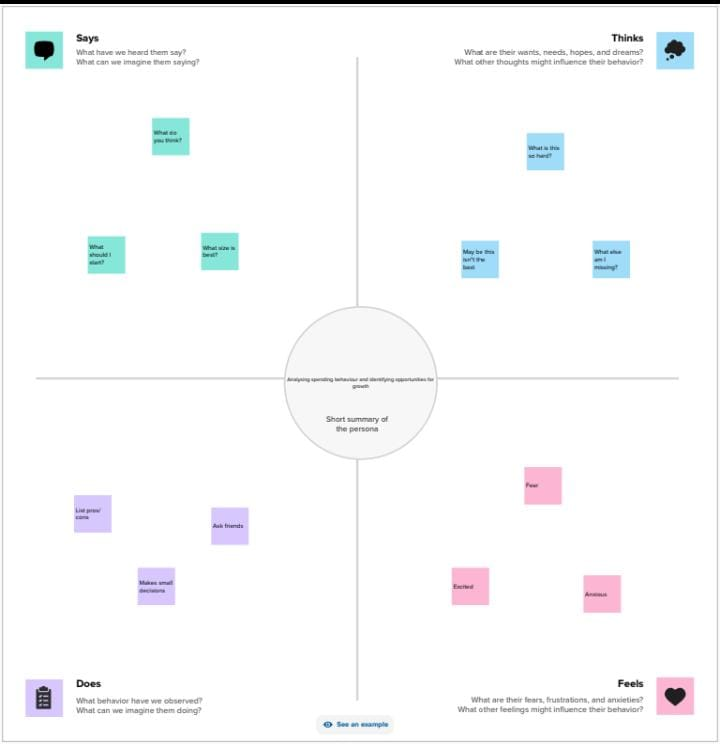 Says
What have we heard them say?
What can we imagine them saying?
Thinks
What are their wants, needs, hopes, and dreams?
What other thoughts might influence their behavior?
What do
you think?
What is this
so hard?
What
should I
start?
What size is
best?
May be this
isn't the
best
What else
am I
missing?
Analysing spending behaviour and identifying opportunities for
growth
Short summary of
the persona
List pros/
cons
Ask friends
Makes small
decisions
Fear
Excited
Anxious
Does
What behavior have we observed?
What can we imagine them doing?
Feels
What are their fears, frustrations, and anxieties?
What other feelings might influence their behavior?
See an example